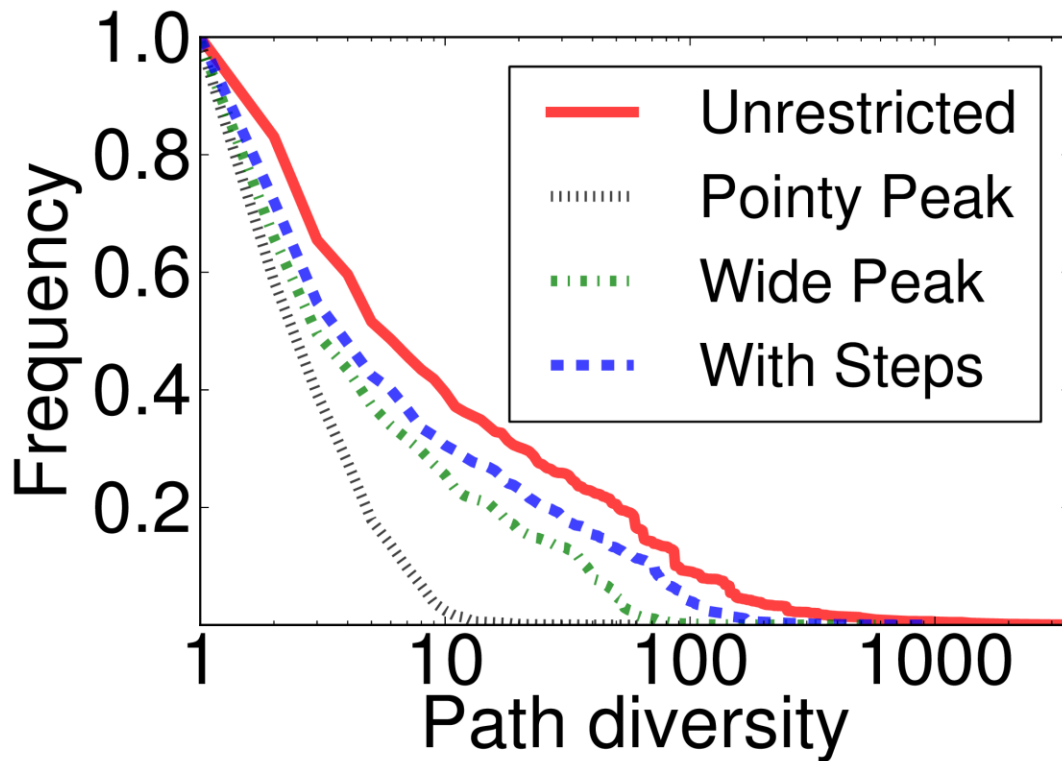 1.0
0.8
0.6
0.4
0.2
Frequency
Unrestricted
Pointy Peak
Wide Peak
With Steps
1 10 100 1000
Path diversity